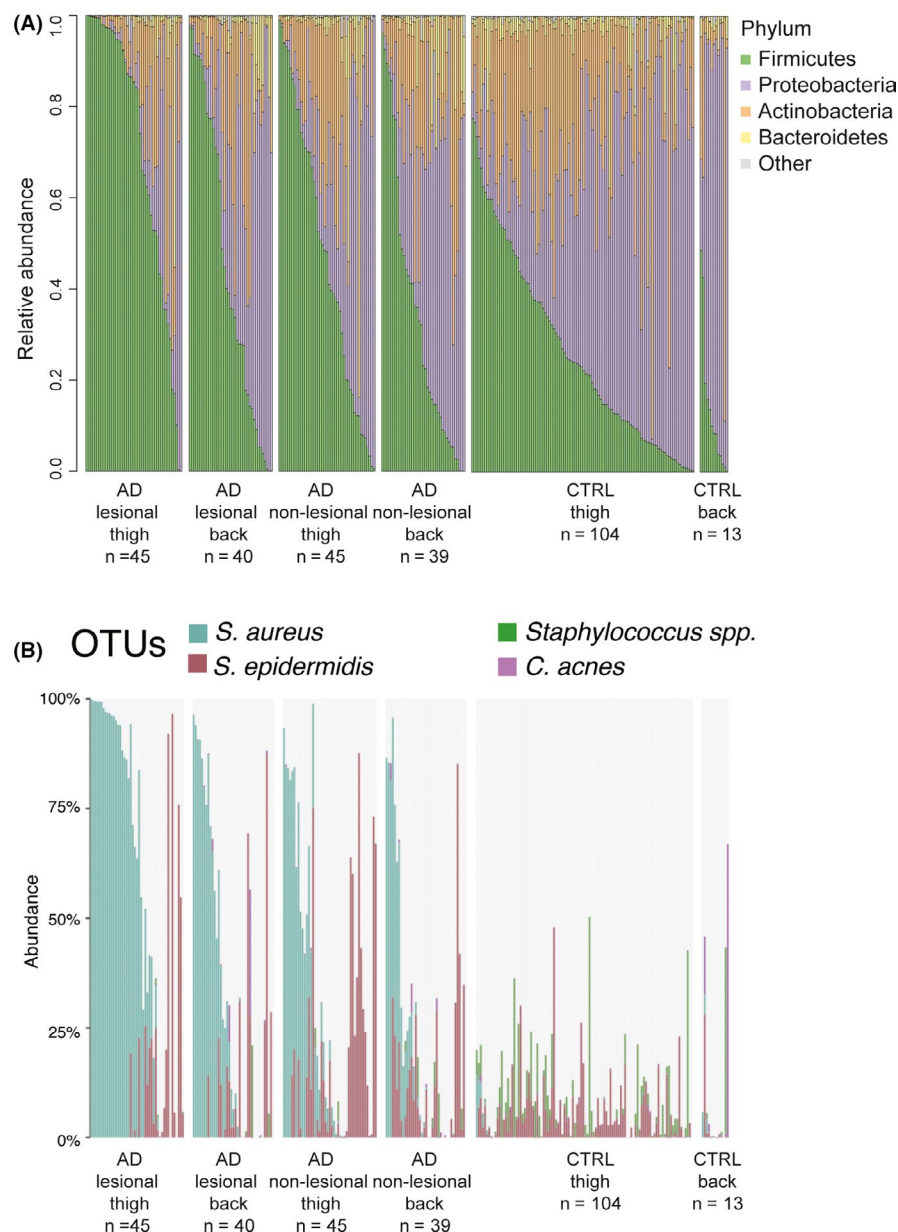 (A)
Relative abundance
1.0
0.8
0.6
0.4
0.2
0.0
Phylum
Firmicutes
Proteobacteria
Actinobacteria
Bacteroidetes
Other
AD
lesional
thigh
n =45
AD
lesional
back
n = 40
AD
non-lesional
thigh
n = 45
AD
non-lesional
back
n = 39
CTRL
thigh
n = 104
CTRL
back
n = 13
(B) OTUs
S. aureus
S. epidermidis
Staphylococcus spp.
C. acnes
Abundance
100%
75%
50%
25%
0%
AD
lesional
thigh
n =45
AD
lesional
back
n = 40
AD
non-lesional
thigh
n = 45
AD
non-lesional
back
n = 39
CTRL
thigh
n = 104
CTRL
back
n = 13